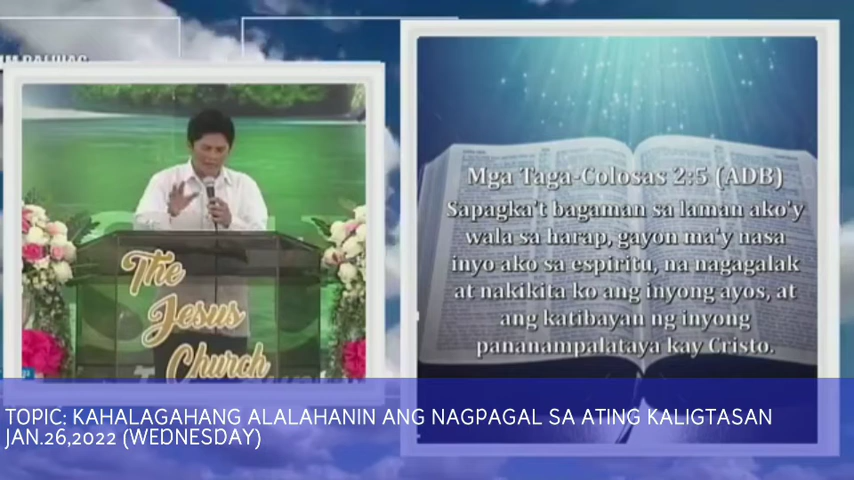 The
Jesus
Church
Mga Taga-Colosas 2:5 (ADB)
Sapagka't bagaman sa laman ako'y
wala sa harap, gayon ma'y nasa
inyo ako sa espiritu, na nagagalak
at nakikita ko ang inyong ayos, at
ang katibayan ng inyong
pananampalataya kay Cristo.
TOPIC: KAHALAGAHANG ALALAHANIN ANG NAGPAGAL SA ATING KALIGTASAN
JAN.26,2022 (WEDNESDAY)